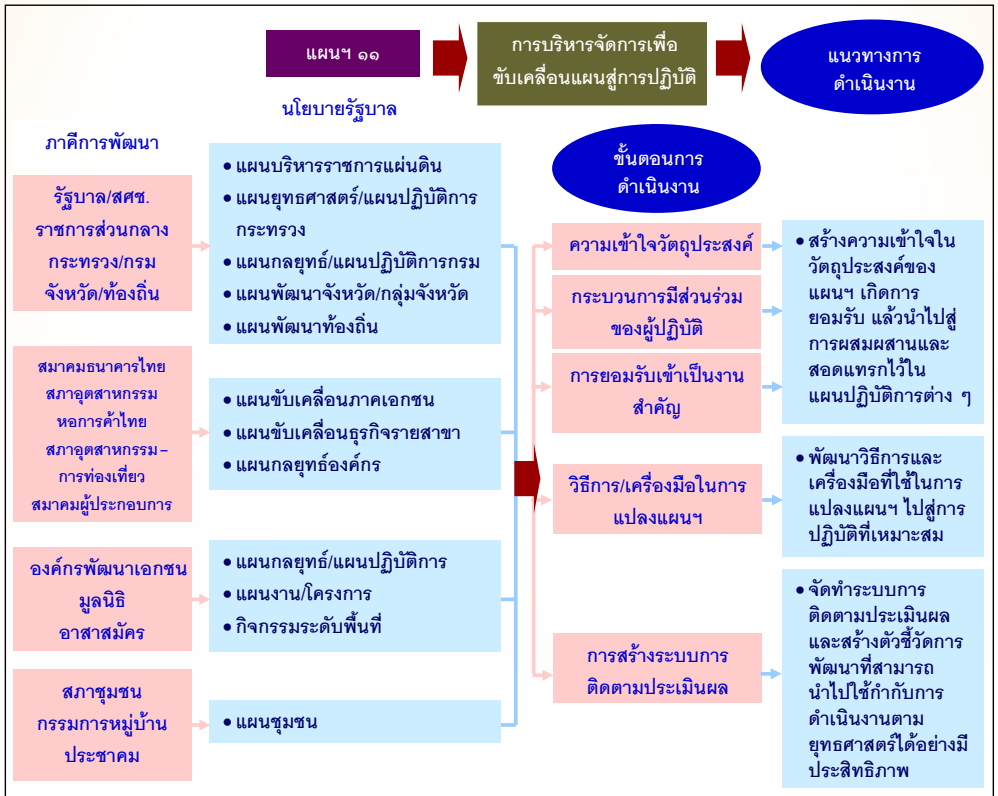 แผนฯ ๑๑
การบริหารจัดการเพื่อ
ขับเคลื่อนแผนสู่การปฏิบัติ
แนวทางการ
ดำเนินงาน
นโยบายรัฐบาล
ภาคีการพัฒนา
รัฐบาล/สศช.
ราชการส่วนกลาง
กระทรวง/กรม
จังหวัด/ท้องถิ่น
• แผนบริหารราชการแผ่นดิน
• แผนยุทธศาสตร์/แผนปฏิบัติการ
กระทรวง
• แผนกลยุทธ์/แผนปฏิบัติการกรม
• แผนพัฒนาจังหวัด/กลุ่มจังหวัด
• แผนพัฒนาท้องถิ่น
สมาคมธนาคารไทย
สภาอุตสาหกรรม
หอการค้าไทย
สภาอุตสาหกรรม–
การท่องเที่ยว
สมาคมผู้ประกอบการ
• แผนขับเคลื่อนภาคเอกชน
• แผนขับเคลื่อนธุรกิจรายสาขา
• แผนกลยุทธ์องค์กร
องค์กรพัฒนาเอกชน
มูลนิธิ
อาสาสมัคร
• แผนกลยุทธ์/แผนปฏิบัติการ
• แผนงาน/โครงการ
• กิจกรรมระดับพื้นที่
สภาชุมชน
กรรมการหมู่บ้าน
ประชาคม
• แผนชุมชน
ขั้นตอนการ
ดำเนินงาน
ความเข้าใจวัตถุประสงค์
กระบวนการมีส่วนร่วม
ของผู้ปฏิบัติ
การยอมรับเข้าเป็นงาน
สำคัญ
• สร้างความเข้าใจใน
วัตถุประสงค์ของ
แผนฯ เกิดการ
ยอมรับ แล้วนำไปสู่
การผสมผสานและ
สอดแทรกไว้ใน
แผนปฏิบัติการต่าง ๆ
วิธีการ/เครื่องมือในการ
แปลงแผนฯ
• พัฒนาวิธีการและ
เครื่องมือที่ใช้ในการ
แปลงแผนฯ ไปสู่การ
ปฏิบัติที่เหมาะสม
การสร้างระบบการ
ติดตามประเมินผล
• จัดทำระบบการ
ติดตามประเมินผล
และสร้างตัวชี้วัดการ
พัฒนาที่สามารถ
นำไปใช้กำกับการ
ดำเนินงานตาม
ยุทธศาสตร์ได้อย่างมี
ประสิทธิภาพ